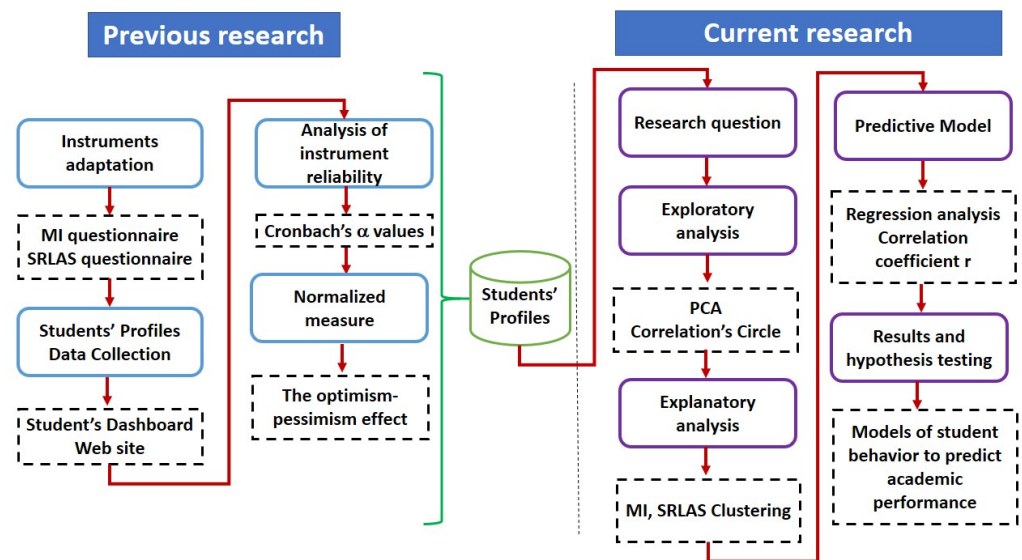 Previous research
Instruments
adaptation
MI questionnaire
SRLAS questionnaire
Students’ Profiles
Data Collection
Student’s Dashboard
Web site
Analysis of
instrument
reliability
Cronbach’s α values
Normalized
measure
The optimism-
pessimism effect
Students’
Profiles
Current research
Research question
Exploratory
analysis
PCA
Correlation’s Circle
Explanatory
analysis
MI, SRLAS Clustering
Predictive Model
Regression analysis
Correlation
coefficient r
Results and
hypothesis testing
Models of student
behavior to predict
academic
performance